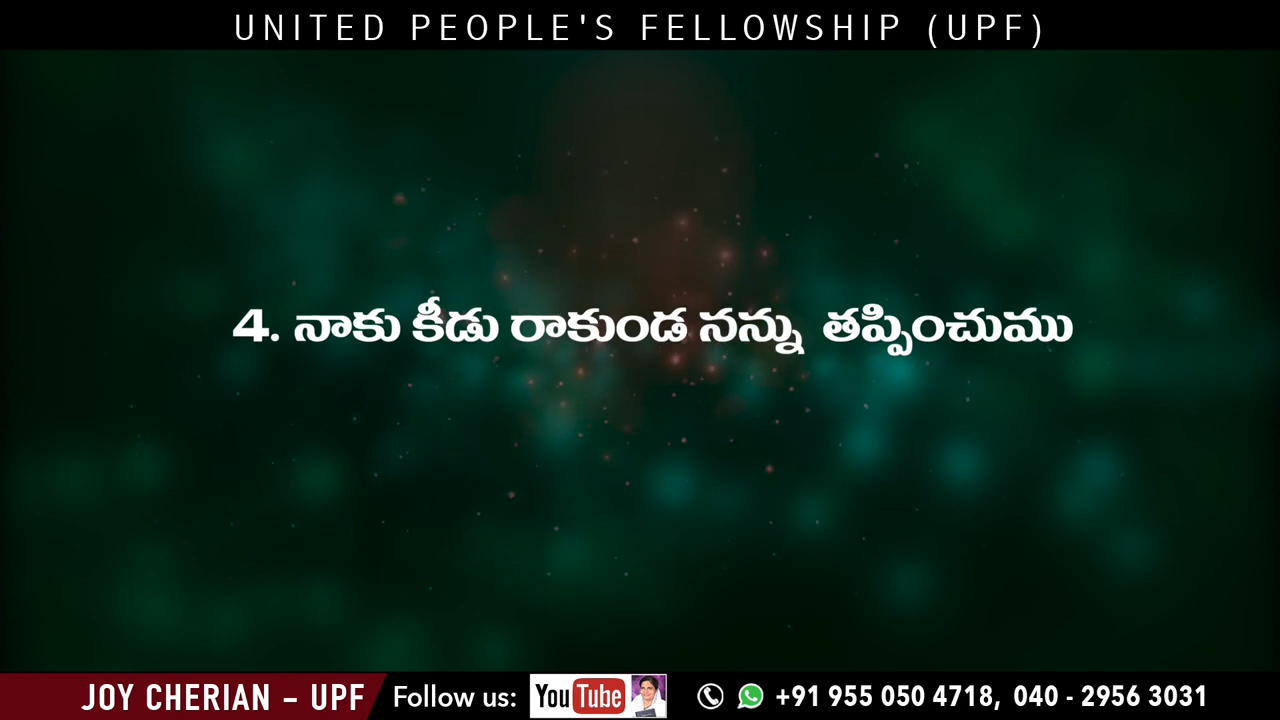 UNITED PEOPLE'S FELLOWSHIP (UPF)
4. నాకు కీడు రాకుండ నన్ను తప్పించుము
JOY CHERIAN – UPF Follow us: YouTube +91 955 050 4718, 040 - 2956 3031